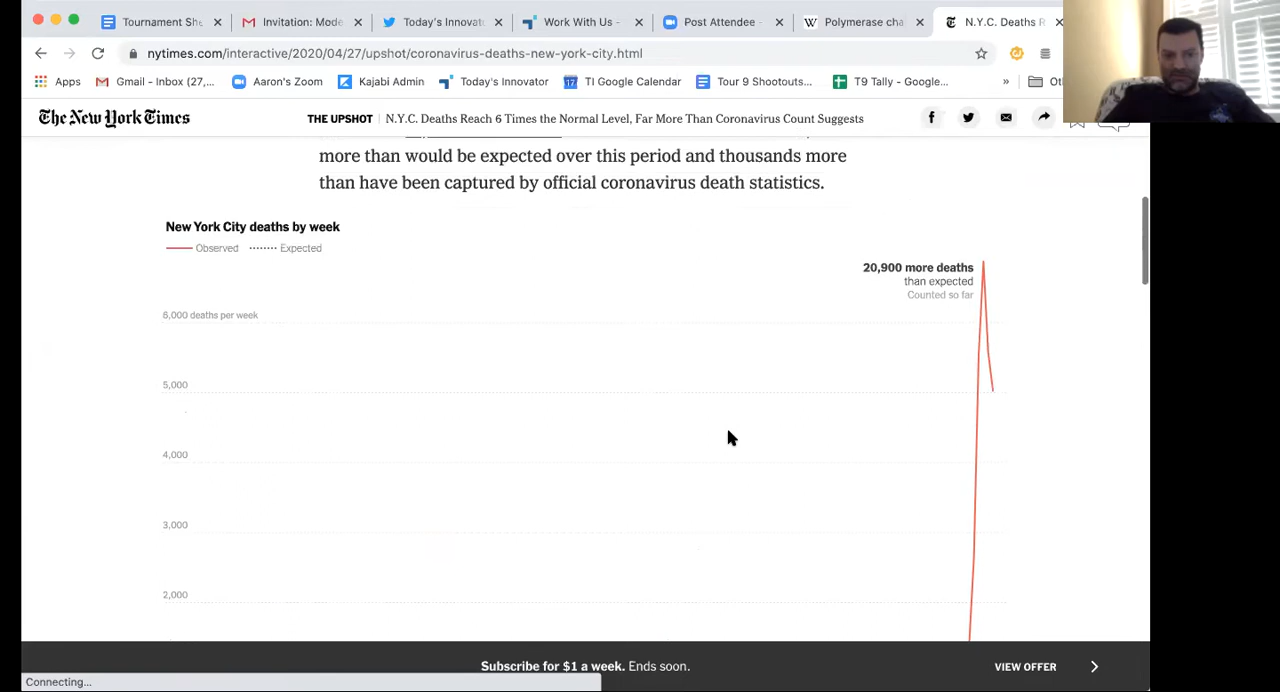 Tournament She
Invitation: Mode
Today's Innovat
Work With Us -
Post Attendee -
Polymerase cha
N.Y.C. Deaths R
nytimes.com/interactive/2020/04/27/upshot/coronavirus-deaths-new-york-city.html
Apps
Gmail - Inbox (27,...
Aaron's Zoom
Kajabi Admin
Today's Innovator
17
TI Google Calendar
Tour 9 Shootouts...
T9 Tally - Google...
»
Ot
The New York Times
THE UPSHOT | N.Y.C. Deaths Reach 6 Times the Normal Level, Far More Than Coronavirus Count Suggests
more than would be expected over this period and thousands more
than have been captured by official coronavirus death statistics.
New York City deaths by week
Observed
Expected
20,900 more deaths
than expected
Counted so far
6,000 deaths per week
5,000
4,000
3,000
2,000
Subscribe for $1 a week. Ends soon.
VIEW OFFER
Connecting...